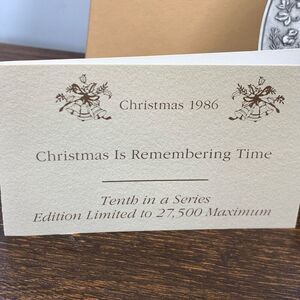 Christmas 1986
Christmas Is Remembering Time
Tenth in a Series
Edition Limited to 27,500 Maximum